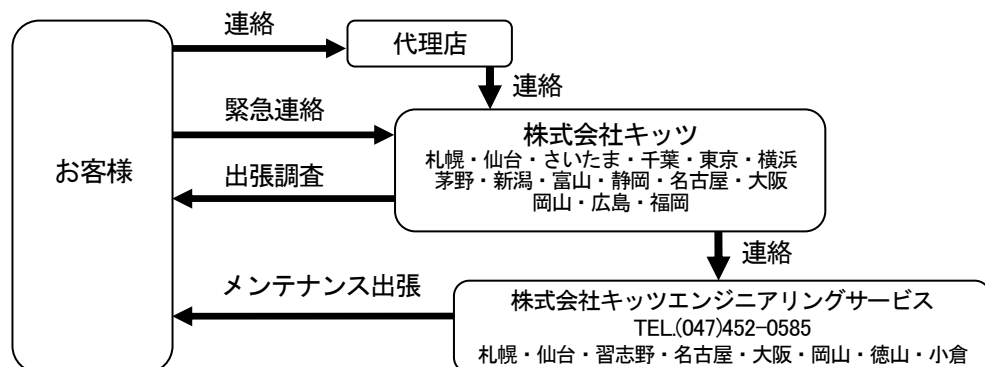 連絡
代理店
連絡
緊急連絡
株式会社キッツ
札幌・仙台・さいたま・千葉・東京・横浜
茅野・新潟・富山・静岡・名古屋・大阪
岡山・広島・福岡
お客様
出張調査
連絡
メンテナンス出張
株式会社キッツエンジニアリングサービス
TEL.(047)452-0585
札幌・仙台・習志野・名古屋・大阪・岡山・徳山・小倉